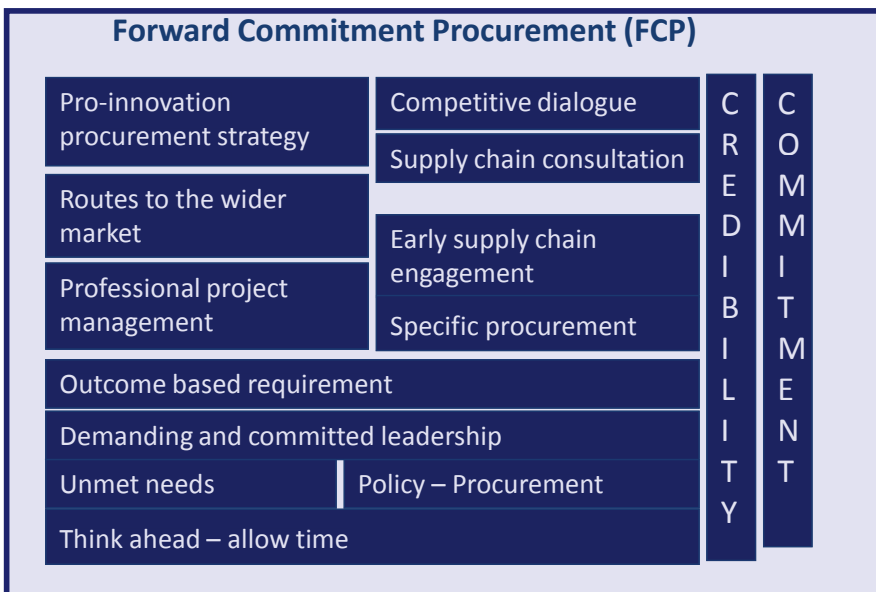 Forward Commitment Procurement (FCP)
Pro-innovation
procurement strategy
Routes to the wider
market
Professional project
management
Competitive dialogue
Supply chain consultation
Early supply chain
engagement
Specific procurement
Outcome based requirement
Demanding and committed leadership
Unmet needs
Policy – Procurement
Think ahead – allow time
CREDIBILITY
COMMITMENT